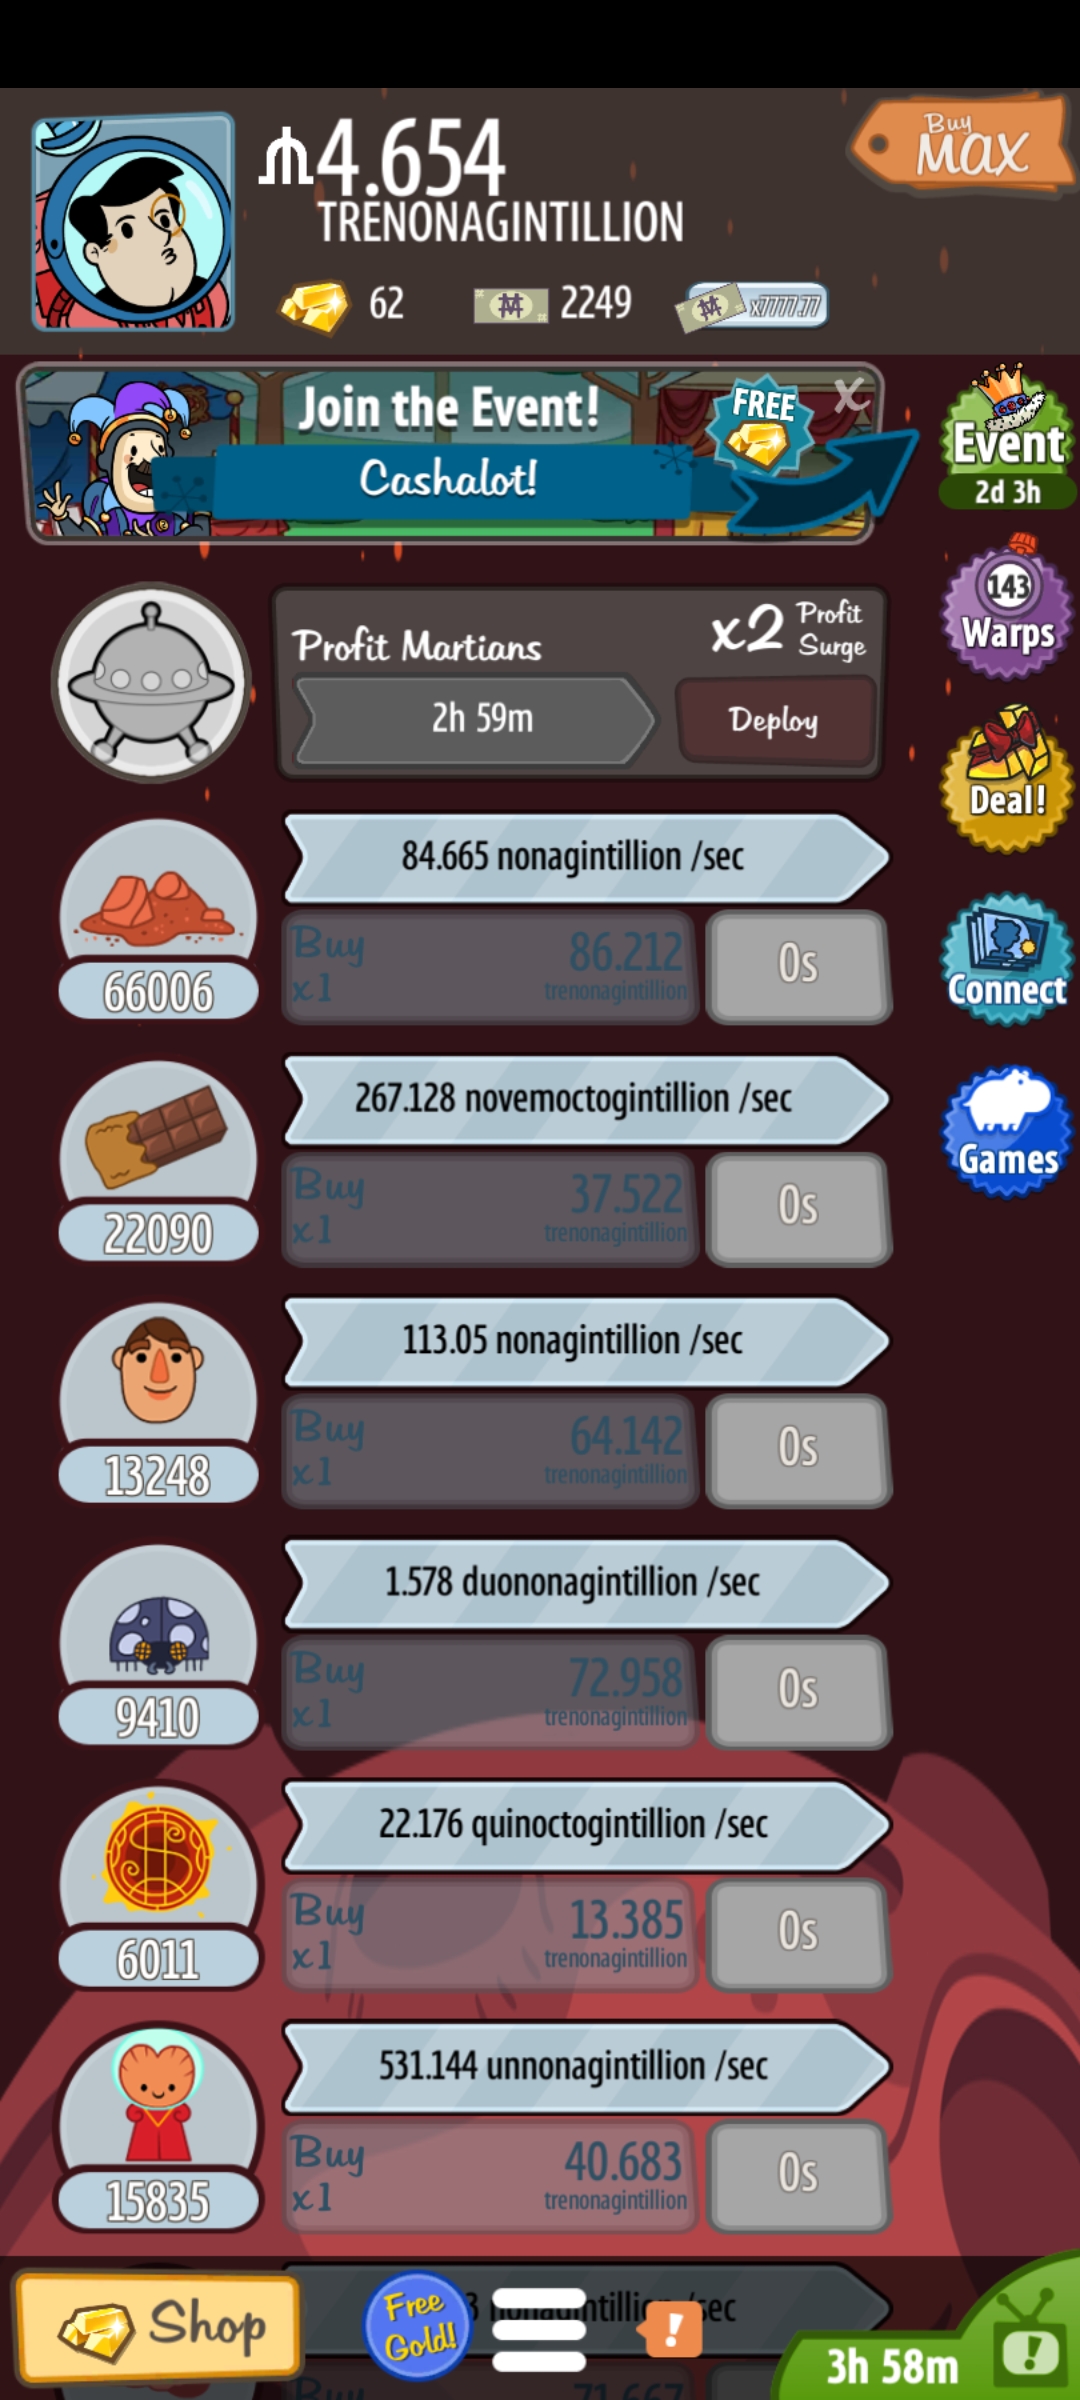 4.654
TRENONAGINTILLION
Buy
MAX
62
2249
x7777.77
Join the Event!
Cashalot!
FREE
X
Event
2d 3h
143
Warps
Deal!
Connect
Games
Profit Martians
x2 Profit
Surge
2h 59m
Deploy
84.665 nonagintillion /sec
66006
Buy
x1
86.212
trenonagintillion
0s
267.128 novemoctogintillion /sec
22090
Buy
x1
37.522
trenonagintillion
0s
113.05 nonagintillion /sec
13248
Buy
x1
64.142
trenonagintillion
0s
1.578 duononagintillion /sec
9410
Buy
x1
72.958
trenonagintillion
0s
22.176 quinoctogintillion /sec
6011
Buy
x1
13.385
trenonagintillion
0s
531.144 unnonagintillion /sec
15835
Buy
x1
40.683
trenonagintillion
0s
Shop
Free
Gold!
!
/sec
3h 58m
!
Buy
71.667